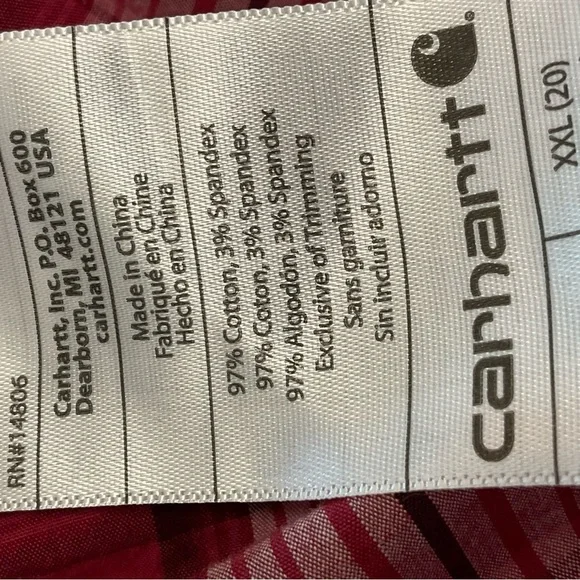 carhartt
XXL (20)
97% Cotton, 3% Spandex
97% Coton, 3% Spandex
97% Algodón, 3% Spandex
Exclusive of Trimming
Sans garniture
Sin incluir adorno
Made in China
Fabriqué en Chine
Hecho en China
Carhartt, Inc. P.O. Box 600
Dearborn, MI 48121 USA
carhartt.com
RN#14806